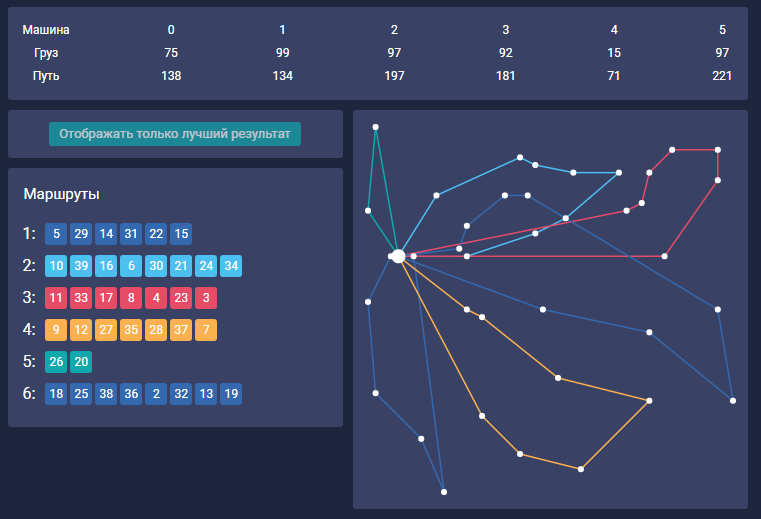 Машина 0 1 2 3 4 5
Груз 75 99 97 92 15 97
Путь 138 134 197 181 71 221
Отображать только лучший результат
Маршруты
1: 5 29 14 31 22 15
2: 10 39 16 6 30 21 24 34
3: 11 33 17 8 4 23 3
4: 9 12 27 35 28 37 7
5: 26 20
6: 18 25 38 36 2 32 13 19